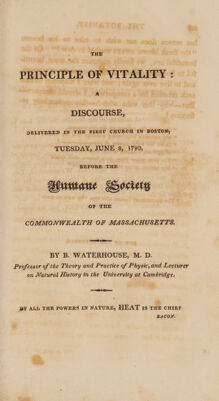 THE
PRINCIPLE OF VITALITY:
A
DISCOURSE,
DELIVERED IN THE FIRST CHURCH IN BOSTON,
TUESDAY, JUNE 8, 1790,
BEFORE THE
Humane Society
OF THE
COMMONWEALTH OF MASSACHUSETTS.
BY B. WATERHOUSE, M. D.
Professor of the Theory and Practice of Physic, and Lecturer
on Natural History in the University at Cambridge.
BY ALL THE POWERS IN NATURE, HEAT IS THE CHIEF
BACON.